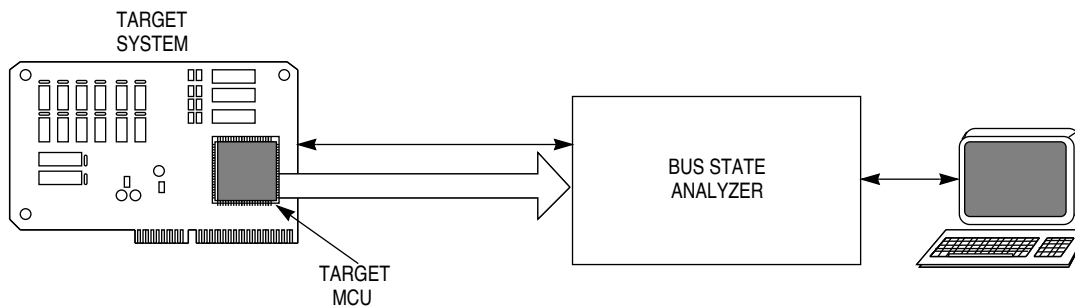 TARGET
SYSTEM
BUS STATE
ANALYZER
TARGET
MCU